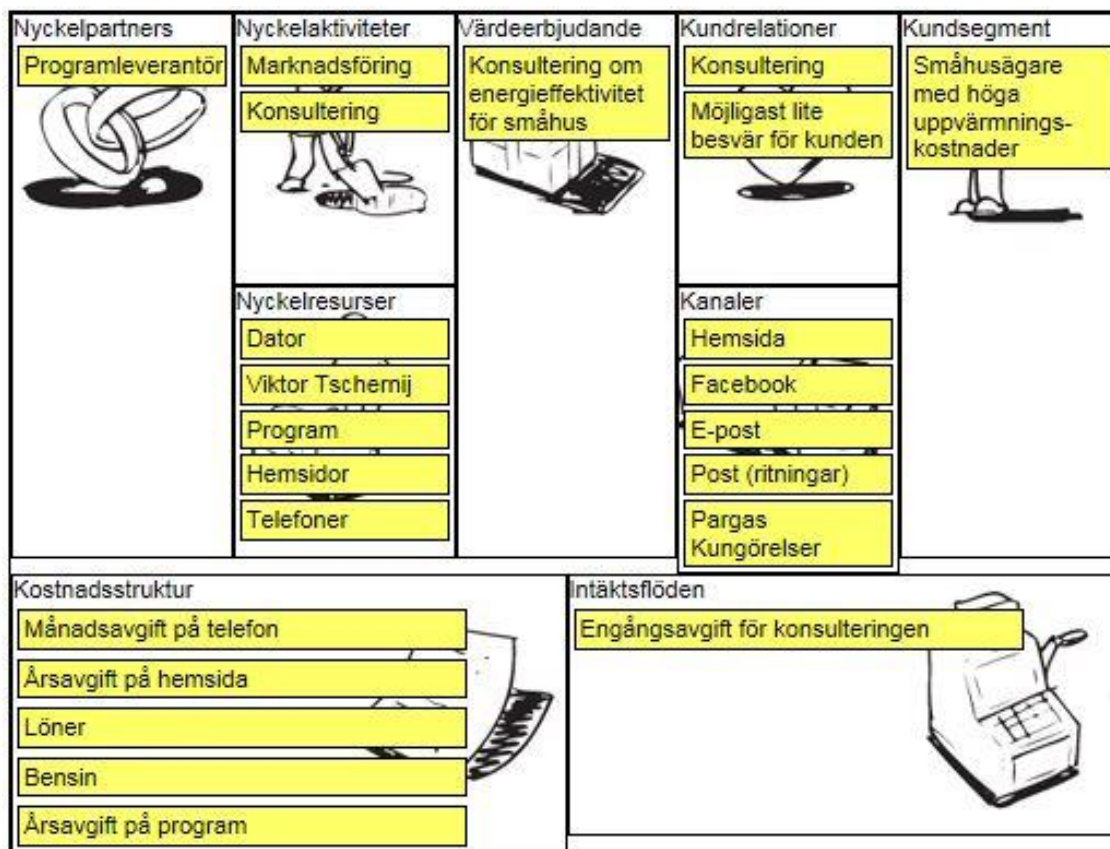 Nyckelpartners
Programleverantör
Nyckelaktiviteter
Marknadsföring
Konsultering
Värdeerbjudande
Konsultering om
energieffektivitet
för småhus
Kundrelationer
Konsultering
Möjligast lite
besvär för kunden
Kundsegment
Småhusägare
med höga
uppvärmnings-
kostnader
Nyckelresurser
Dator
Viktor Tschernij
Program
Hemsidor
Telefoner
Kanaler
Hemsida
Facebook
E-post
Post (ritningar)
Pargas
Kungörelser
Kostnadsstruktur
Månadsavgift på telefon
Årsavgift på hemsida
Löner
Bensin
Årsavgift på program
Intäktsflöden
Engångsavgift för konsulteringen